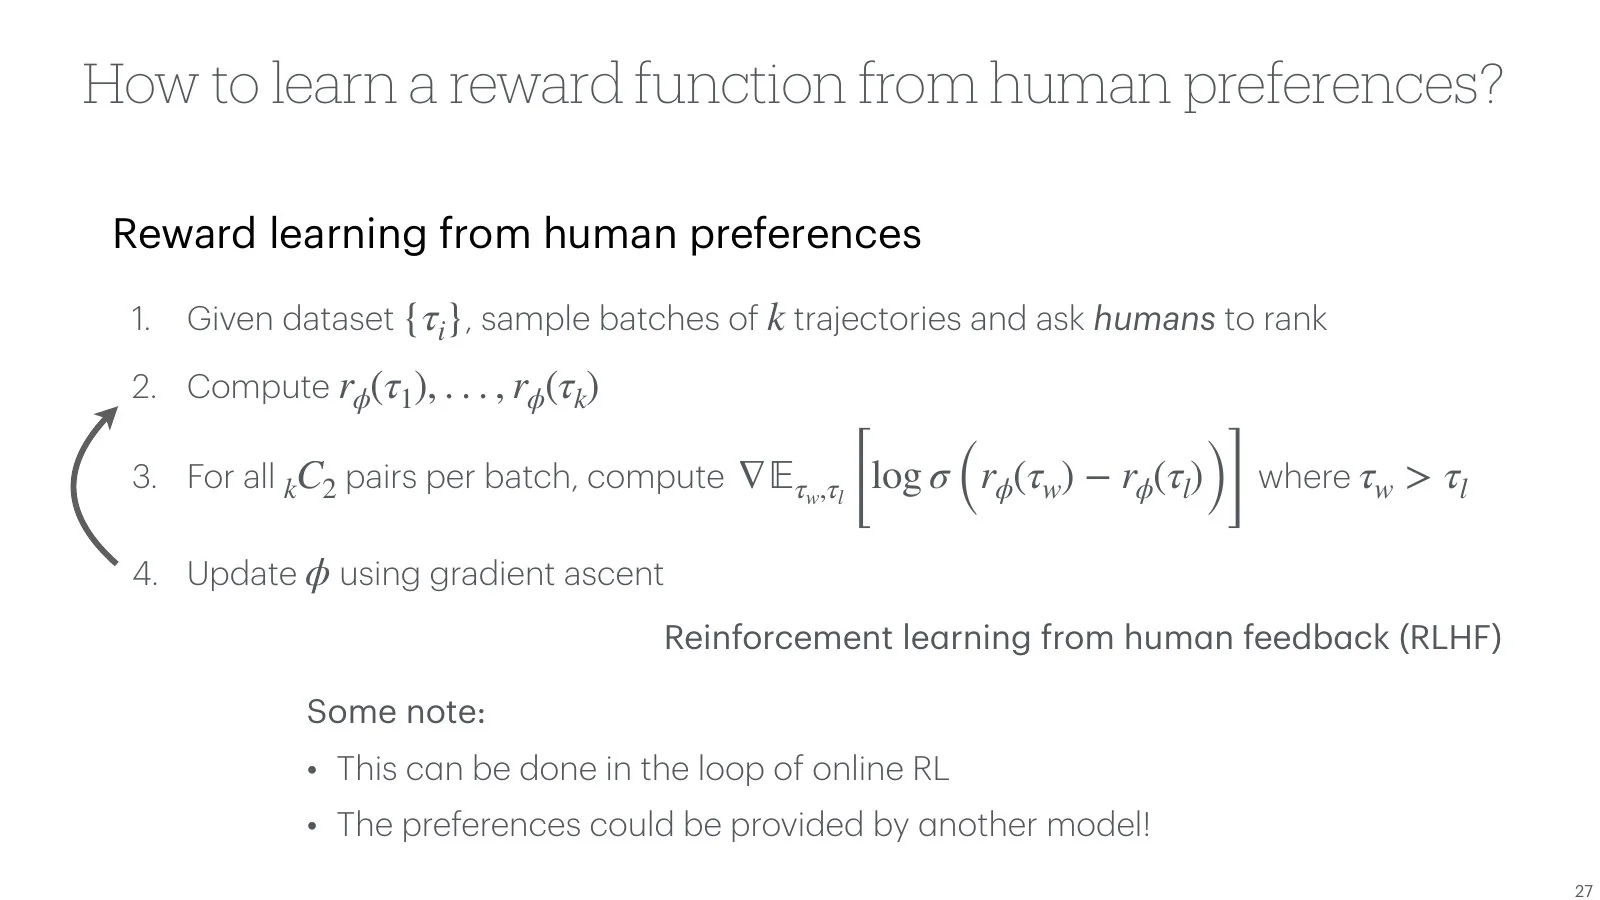 How to learn a reward function from human preferences?
Reward learning from human preferences
1. Given dataset {τᵢ}, sample batches of k trajectories and ask humans to rank
2. Compute r_ϕ(τ₁), . . . , r_ϕ(τₖ)
3. For all ₖC₂ pairs per batch, compute ∇𝔼_{τ_w,τ_l} [log σ (r_ϕ(τ_w) − r_ϕ(τ_l))] where τ_w > τ_l
4. Update ϕ using gradient ascent
Reinforcement learning from human feedback (RLHF)
Some note:
• This can be done in the loop of online RL
• The preferences could be provided by another model!
27